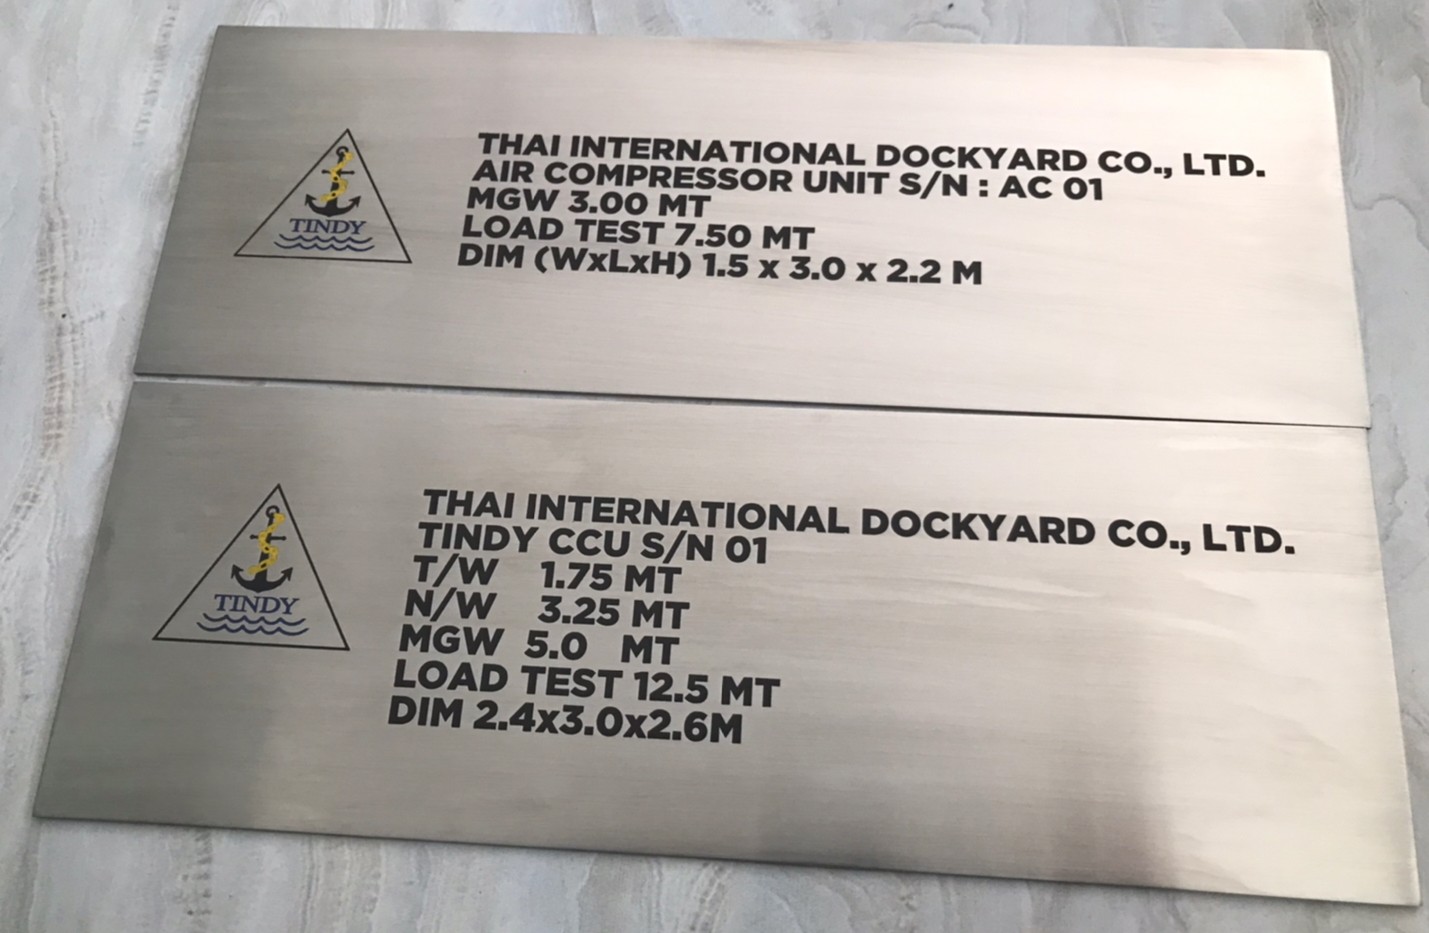 TINDY
THAI INTERNATIONAL DOCKYARD CO., LTD.
AIR COMPRESSOR UNIT S/N : AC 01
MGW 3.00 MT
LOAD TEST 7.50 MT
DIM (WxLxH) 1.5 x 3.0 x 2.2 M
TINDY
THAI INTERNATIONAL DOCKYARD CO., LTD.
TINDY CCU S/N 01
T/W 1.75 MT
N/W 3.25 MT
MGW 5.0 MT
LOAD TEST 12.5 MT
DIM 2.4x3.0x2.6M